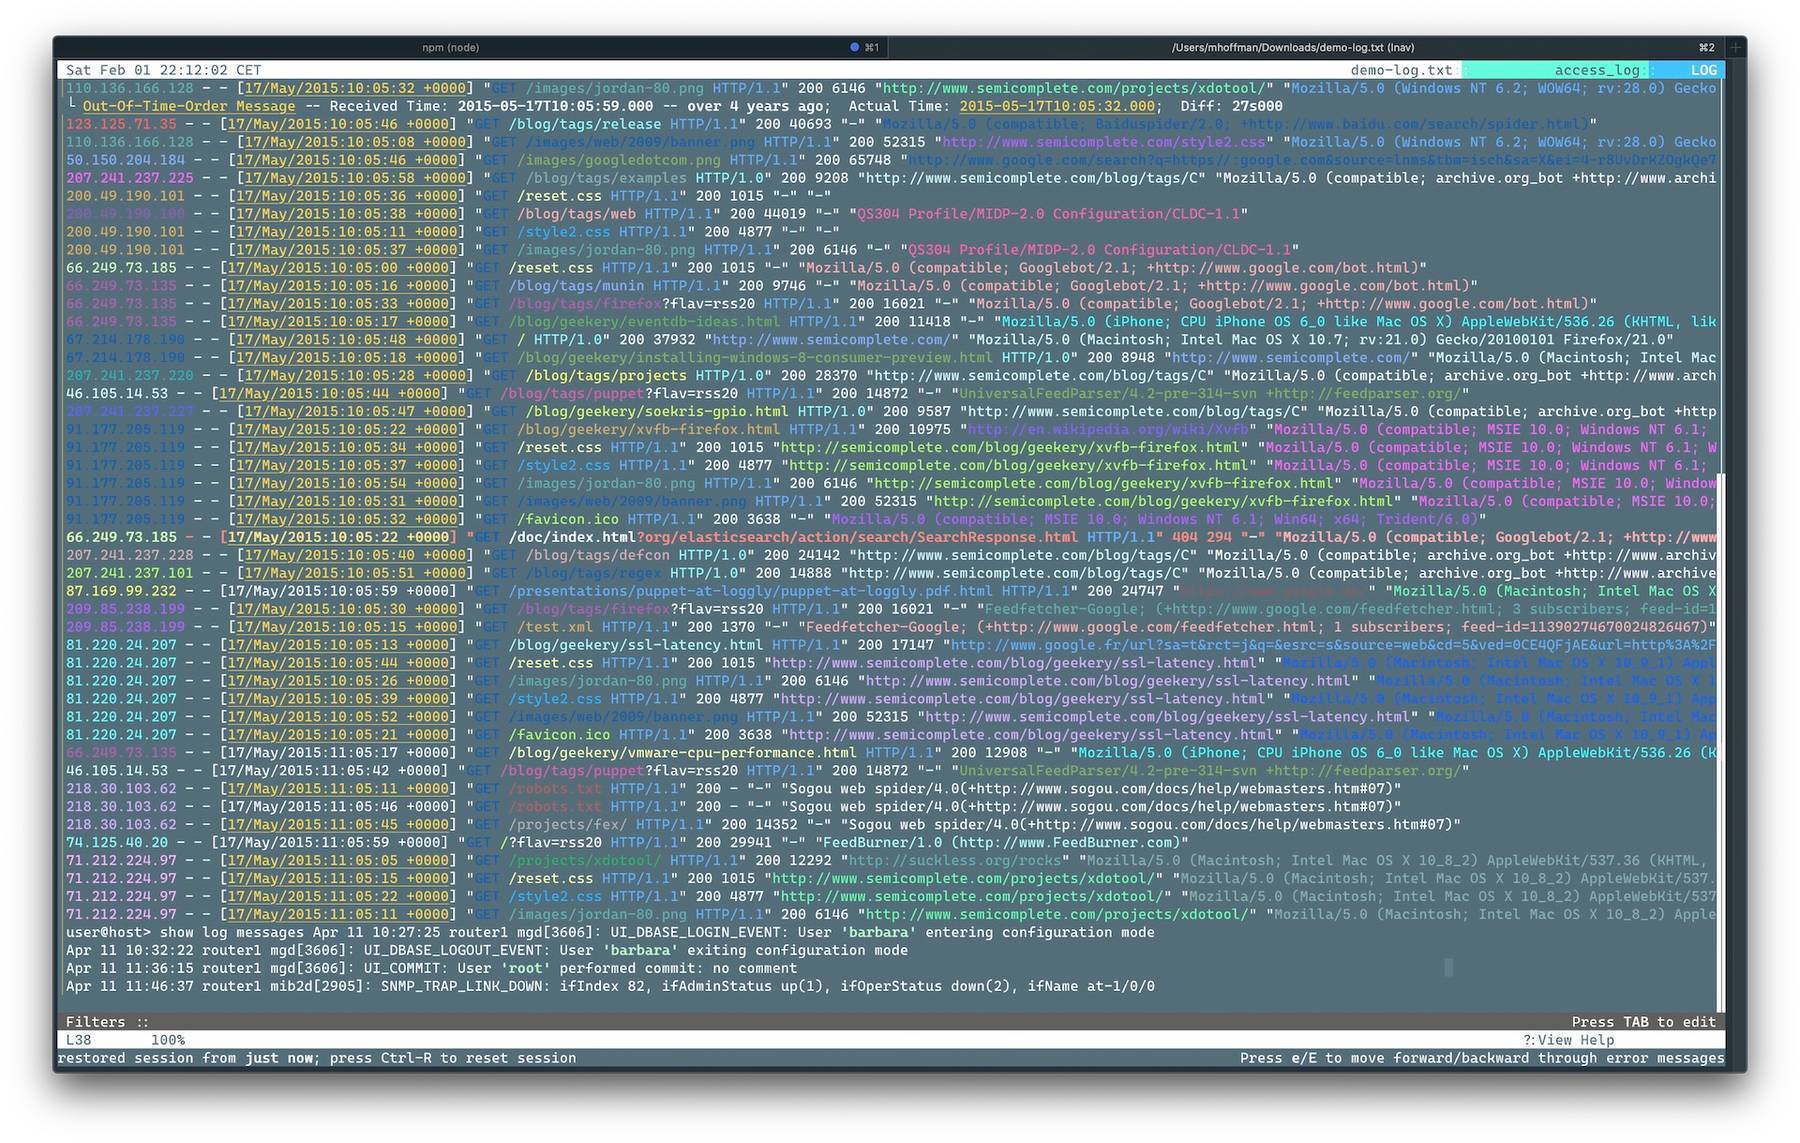 npm (node) ⌘1 /Users/mhoffman/Downloads/demo-log.txt (lnav) ⌘2
Sat Feb 01 22:12:02 CET demo-log.txt: access_log: LOG
110.136.166.128 - - [17/May/2015:10:05:32 +0000] "GET /images/jordan-80.png HTTP/1.1" 200 6146 "http://www.semicomplete.com/projects/xdotool/" "Mozilla/5.0 (Windows NT 6.2; WOW64; rv:28.0) Gecko
└ Out-Of-Time-Order Message -- Received Time: 2015-05-17T10:05:59.000 -- over 4 years ago; Actual Time: 2015-05-17T10:05:32.000; Diff: 27s000
123.125.71.35 - - [17/May/2015:10:05:46 +0000] "GET /blog/tags/release HTTP/1.1" 200 40693 "-" "Mozilla/5.0 (compatible; Baiduspider/2.0; +http://www.baidu.com/search/spider.html)"
110.136.166.128 - - [17/May/2015:10:05:08 +0000] "GET /images/web/2009/banner.png HTTP/1.1" 200 52315 "http://www.semicomplete.com/style2.css" "Mozilla/5.0 (Windows NT 6.2; WOW64; rv:28.0) Gecko
50.150.204.184 - - [17/May/2015:10:05:46 +0000] "GET /images/googledotcom.png HTTP/1.1" 200 65748 "http://www.google.com/search?q=https//:google.com&source=lnms&tbm=isch&sa=X&ei=4-r8UvDrKZOgkQe7
207.241.237.225 - - [17/May/2015:10:05:58 +0000] "GET /blog/tags/examples HTTP/1.0" 200 9208 "http://www.semicomplete.com/blog/tags/C" "Mozilla/5.0 (compatible; archive.org_bot +http://www.archi
200.49.190.101 - - [17/May/2015:10:05:36 +0000] "GET /reset.css HTTP/1.1" 200 1015 "-" "-"
200.49.190.100 - - [17/May/2015:10:05:38 +0000] "GET /blog/tags/web HTTP/1.1" 200 44019 "-" "QS304 Profile/MIDP-2.0 Configuration/CLDC-1.1"
200.49.190.101 - - [17/May/2015:10:05:11 +0000] "GET /style2.css HTTP/1.1" 200 4877 "-" "-"
200.49.190.101 - - [17/May/2015:10:05:37 +0000] "GET /images/jordan-80.png HTTP/1.1" 200 6146 "-" "QS304 Profile/MIDP-2.0 Configuration/CLDC-1.1"
66.249.73.185 - - [17/May/2015:10:05:00 +0000] "GET /reset.css HTTP/1.1" 200 1015 "-" "Mozilla/5.0 (compatible; Googlebot/2.1; +http://www.google.com/bot.html)"
66.249.73.135 - - [17/May/2015:10:05:16 +0000] "GET /blog/tags/munin HTTP/1.1" 200 9746 "-" "Mozilla/5.0 (compatible; Googlebot/2.1; +http://www.google.com/bot.html)"
66.249.73.135 - - [17/May/2015:10:05:33 +0000] "GET /blog/tags/firefox?flav=rss20 HTTP/1.1" 200 16021 "-" "Mozilla/5.0 (compatible; Googlebot/2.1; +http://www.google.com/bot.html)"
66.249.73.135 - - [17/May/2015:10:05:17 +0000] "GET /blog/geekery/eventdb-ideas.html HTTP/1.1" 200 11418 "-" "Mozilla/5.0 (iPhone; CPU iPhone OS 6_0 like Mac OS X) AppleWebKit/536.26 (KHTML, lik
67.214.178.190 - - [17/May/2015:10:05:48 +0000] "GET / HTTP/1.0" 200 37932 "http://www.semicomplete.com/" "Mozilla/5.0 (Macintosh; Intel Mac OS X 10.7; rv:21.0) Gecko/20100101 Firefox/21.0"
67.214.178.190 - - [17/May/2015:10:05:18 +0000] "GET /blog/geekery/installing-windows-8-consumer-preview.html HTTP/1.0" 200 8948 "http://www.semicomplete.com/" "Mozilla/5.0 (Macintosh; Intel Mac
207.241.237.220 - - [17/May/2015:10:05:28 +0000] "GET /blog/tags/projects HTTP/1.0" 200 28370 "http://www.semicomplete.com/blog/tags/C" "Mozilla/5.0 (compatible; archive.org_bot +http://www.arch
46.105.14.53 - - [17/May/2015:10:05:44 +0000] "GET /blog/tags/puppet?flav=rss20 HTTP/1.1" 200 14872 "-" "UniversalFeedParser/4.2-pre-314-svn +http://feedparser.org/"
207.241.237.227 - - [17/May/2015:10:05:47 +0000] "GET /blog/geekery/soekris-gpio.html HTTP/1.0" 200 9587 "http://www.semicomplete.com/blog/tags/C" "Mozilla/5.0 (compatible; archive.org_bot +http
91.177.205.119 - - [17/May/2015:10:05:22 +0000] "GET /blog/geekery/xvfb-firefox.html HTTP/1.1" 200 10975 "http://en.wikipedia.org/wiki/Xvfb" "Mozilla/5.0 (compatible; MSIE 10.0; Windows NT 6.1;
91.177.205.119 - - [17/May/2015:10:05:34 +0000] "GET /reset.css HTTP/1.1" 200 1015 "http://semicomplete.com/blog/geekery/xvfb-firefox.html" "Mozilla/5.0 (compatible; MSIE 10.0; Windows NT 6.1; W
91.177.205.119 - - [17/May/2015:10:05:37 +0000] "GET /style2.css HTTP/1.1" 200 4877 "http://semicomplete.com/blog/geekery/xvfb-firefox.html" "Mozilla/5.0 (compatible; MSIE 10.0; Windows NT 6.1;
91.177.205.119 - - [17/May/2015:10:05:54 +0000] "GET /images/jordan-80.png HTTP/1.1" 200 6146 "http://semicomplete.com/blog/geekery/xvfb-firefox.html" "Mozilla/5.0 (compatible; MSIE 10.0; Window
91.177.205.119 - - [17/May/2015:10:05:31 +0000] "GET /images/web/2009/banner.png HTTP/1.1" 200 52315 "http://semicomplete.com/blog/geekery/xvfb-firefox.html" "Mozilla/5.0 (compatible; MSIE 10.0;
91.177.205.119 - - [17/May/2015:10:05:32 +0000] "GET /favicon.ico HTTP/1.1" 200 3638 "-" "Mozilla/5.0 (compatible; MSIE 10.0; Windows NT 6.1; Win64; x64; Trident/6.0)"
66.249.73.185 - - [17/May/2015:10:05:22 +0000] "GET /doc/index.html?org/elasticsearch/action/search/SearchResponse.html HTTP/1.1" 404 294 "-" "Mozilla/5.0 (compatible; Googlebot/2.1; +http://www
207.241.237.228 - - [17/May/2015:10:05:40 +0000] "GET /blog/tags/defcon HTTP/1.0" 200 24142 "http://www.semicomplete.com/blog/tags/C" "Mozilla/5.0 (compatible; archive.org_bot +http://www.archiv
207.241.237.101 - - [17/May/2015:10:05:51 +0000] "GET /blog/tags/regex HTTP/1.0" 200 14888 "http://www.semicomplete.com/blog/tags/C" "Mozilla/5.0 (compatible; archive.org_bot +http://www.archive
87.169.99.232 - - [17/May/2015:10:05:59 +0000] "GET /presentations/puppet-at-loggly/puppet-at-loggly.pdf.html HTTP/1.1" 200 24747 "Mozilla/5.0 (Macintosh; Intel Mac OS X
209.85.238.199 - - [17/May/2015:10:05:30 +0000] "GET /blog/tags/firefox?flav=rss20 HTTP/1.1" 200 16021 "-" "Feedfetcher-Google; (+http://www.google.com/feedfetcher.html; 3 subscribers; feed-id=1
209.85.238.199 - - [17/May/2015:10:05:15 +0000] "GET /test.xml HTTP/1.1" 200 1370 "-" "Feedfetcher-Google; (+http://www.google.com/feedfetcher.html; 1 subscribers; feed-id=11390274670024826467)"
81.220.24.207 - - [17/May/2015:10:05:13 +0000] "GET /blog/geekery/ssl-latency.html HTTP/1.1" 200 17147 "http://www.google.fr/url?sa=t&rct=j&q=&esrc=s&source=web&cd=5&ved=0CE4QFjAE&url=http%3A%2F
81.220.24.207 - - [17/May/2015:10:05:44 +0000] "GET /reset.css HTTP/1.1" 200 1015 "http://www.semicomplete.com/blog/geekery/ssl-latency.html" "Mozilla/5.0 (Macintosh; Intel Mac OS X 10_9_1) Appl
81.220.24.207 - - [17/May/2015:10:05:26 +0000] "GET /images/jordan-80.png HTTP/1.1" 200 6146 "http://www.semicomplete.com/blog/geekery/ssl-latency.html" "Mozilla/5.0 (Macintosh; Intel Mac OS X 1
81.220.24.207 - - [17/May/2015:10:05:39 +0000] "GET /style2.css HTTP/1.1" 200 4877 "http://www.semicomplete.com/blog/geekery/ssl-latency.html" "Mozilla/5.0 (Macintosh; Intel Mac OS X 10_9_1) App
81.220.24.207 - - [17/May/2015:10:05:52 +0000] "GET /images/web/2009/banner.png HTTP/1.1" 200 52315 "http://www.semicomplete.com/blog/geekery/ssl-latency.html" "Mozilla/5.0 (Macintosh; Intel Mac
81.220.24.207 - - [17/May/2015:10:05:21 +0000] "GET /favicon.ico HTTP/1.1" 200 3638 "http://www.semicomplete.com/blog/geekery/ssl-latency.html" "Mozilla/5.0 (Macintosh; Intel Mac OS X 10_9_1) Ap
66.249.73.135 - - [17/May/2015:11:05:17 +0000] "GET /blog/geekery/vmware-cpu-performance.html HTTP/1.1" 200 12908 "-" "Mozilla/5.0 (iPhone; CPU iPhone OS 6_0 like Mac OS X) AppleWebKit/536.26 (K
46.105.14.53 - - [17/May/2015:11:05:42 +0000] "GET /blog/tags/puppet?flav=rss20 HTTP/1.1" 200 14872 "-" "UniversalFeedParser/4.2-pre-314-svn +http://feedparser.org/"
218.30.103.62 - - [17/May/2015:11:05:11 +0000] "GET /robots.txt HTTP/1.1" 200 - "-" "Sogou web spider/4.0(+http://www.sogou.com/docs/help/webmasters.htm#07)"
218.30.103.62 - - [17/May/2015:11:05:46 +0000] "GET /robots.txt HTTP/1.1" 200 - "-" "Sogou web spider/4.0(+http://www.sogou.com/docs/help/webmasters.htm#07)"
218.30.103.62 - - [17/May/2015:11:05:45 +0000] "GET /projects/fex/ HTTP/1.1" 200 14352 "-" "Sogou web spider/4.0(+http://www.sogou.com/docs/help/webmasters.htm#07)"
74.125.40.20 - - [17/May/2015:11:05:59 +0000] "GET /?flav=rss20 HTTP/1.1" 200 29941 "-" "FeedBurner/1.0 (http://www.FeedBurner.com)"
71.212.224.97 - - [17/May/2015:11:05:05 +0000] "GET /projects/xdotool/ HTTP/1.1" 200 12292 "http://suckless.org/rocks" "Mozilla/5.0 (Macintosh; Intel Mac OS X 10_8_2) AppleWebKit/537.36 (KHTML,
71.212.224.97 - - [17/May/2015:11:05:15 +0000] "GET /reset.css HTTP/1.1" 200 1015 "http://www.semicomplete.com/projects/xdotool/" "Mozilla/5.0 (Macintosh; Intel Mac OS X 10_8_2) AppleWebKit/537.
71.212.224.97 - - [17/May/2015:11:05:22 +0000] "GET /style2.css HTTP/1.1" 200 4877 "http://www.semicomplete.com/projects/xdotool/" "Mozilla/5.0 (Macintosh; Intel Mac OS X 10_8_2) AppleWebKit/537
71.212.224.97 - - [17/May/2015:11:05:11 +0000] "GET /images/jordan-80.png HTTP/1.1" 200 6146 "http://www.semicomplete.com/projects/xdotool/" "Mozilla/5.0 (Macintosh; Intel Mac OS X 10_8_2) Apple
user@host> show log messages Apr 11 10:27:25 router1 mgd[3606]: UI_DBASE_LOGIN_EVENT: User 'barbara' entering configuration mode
Apr 11 10:32:22 router1 mgd[3606]: UI_DBASE_LOGOUT_EVENT: User 'barbara' exiting configuration mode
Apr 11 11:36:15 router1 mgd[3606]: UI_COMMIT: User 'root' performed commit: no comment
Apr 11 11:46:37 router1 mib2d[2905]: SNMP_TRAP_LINK_DOWN: ifIndex 82, ifAdminStatus up(1), ifOperStatus down(2), ifName at-1/0/0
Filters :: Press TAB to edit
L38 100% ?:View Help
restored session from just now; press Ctrl-R to reset session Press e/E to move forward/backward through error messages